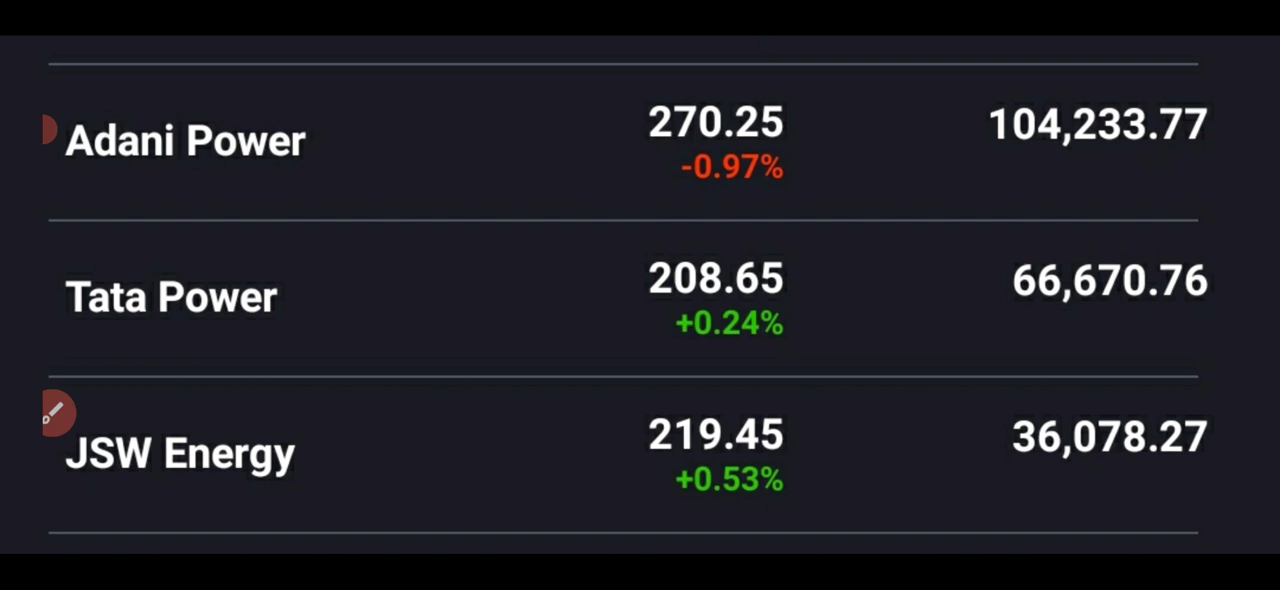 Adani Power 270.25 104,233.77
-0.97%
Tata Power 208.65 66,670.76
+0.24%
JSW Energy 219.45 36,078.27
+0.53%